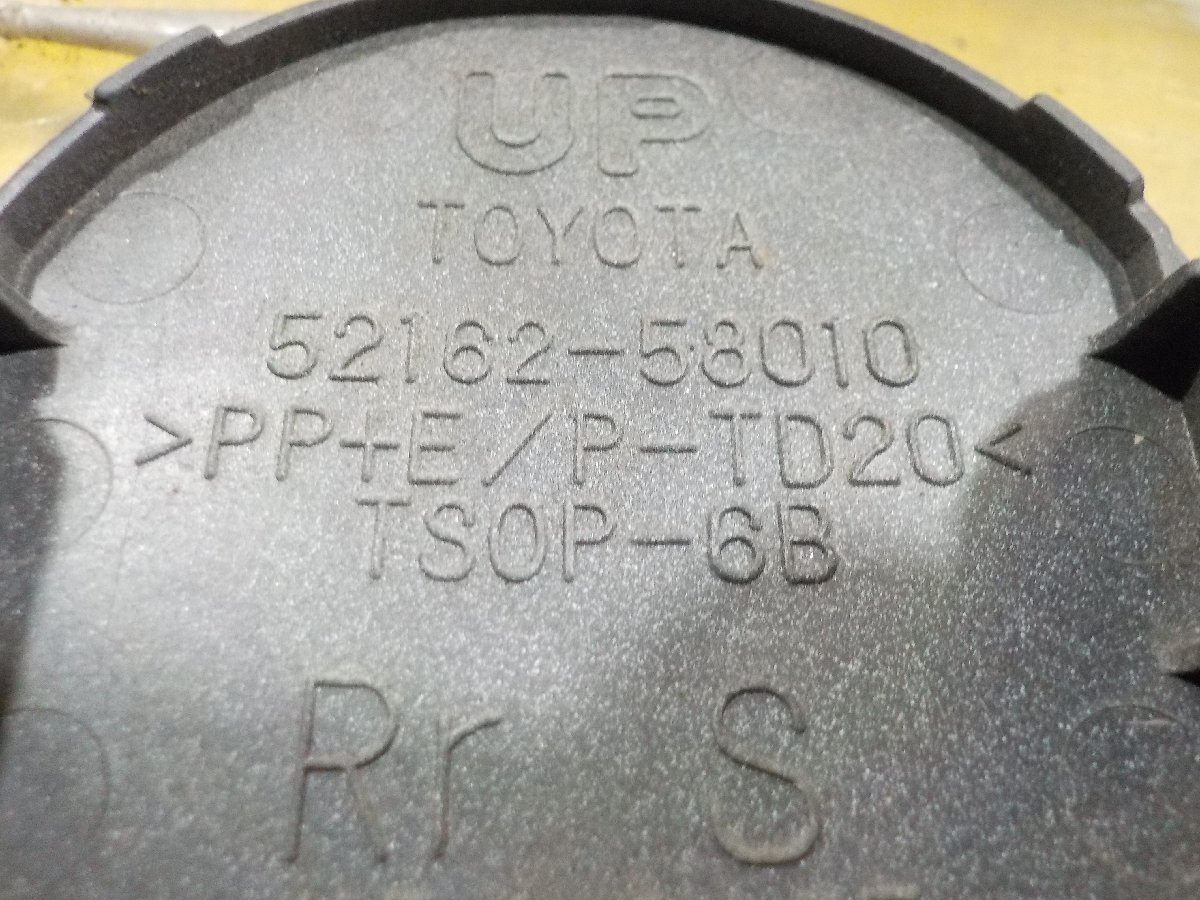 UP
TOYOTA
52162-58010
>PP+E/P-TD20<
TSOP-6B
Rr S